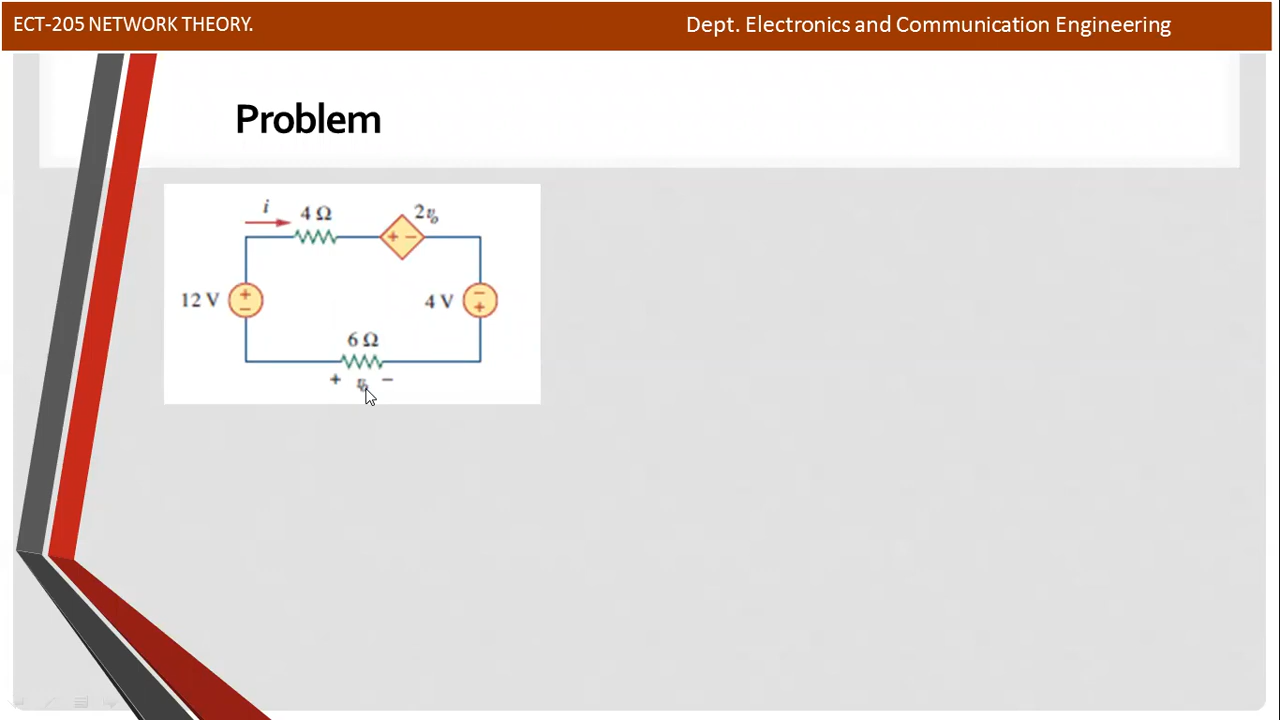 ECT-205 NETWORK THEORY.
Dept. Electronics and Communication Engineering
Problem
i 4 Ω 2v₀
+ −
12 V + −
4 V − +
6 Ω
+ v₀ −